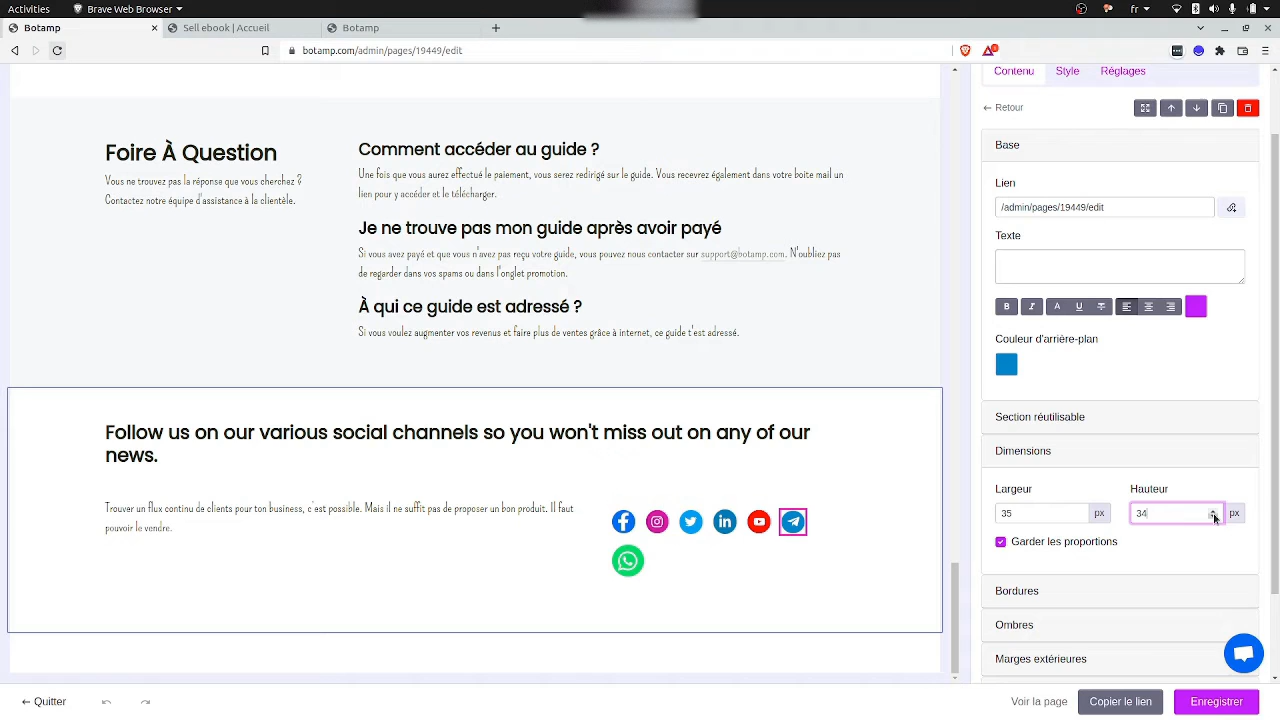 Activities
Brave Web Browser
fr
Botamp
Sell ebook | Accueil
Botamp
botamp.com/admin/pages/19449/edit
Foire À Question
Vous ne trouvez pas la réponse que vous cherchez ?
Contactez notre équipe d'assistance à la clientèle.
Comment accéder au guide ?
Une fois que vous aurez effectué le paiement, vous serez redirigé sur le guide. Vous recevrez également dans votre boite mail un
lien pour y accéder et le télécharger.
Je ne trouve pas mon guide après avoir payé
Si vous avez payé et que vous n'avez pas reçu votre guide, vous pouvez nous contacter sur support@botamp.com. N'oubliez pas
de regarder dans vos spams ou dans l'onglet promotion.
À qui ce guide est adressé ?
Si vous voulez augmenter vos revenus et faire plus de ventes grâce à internet, ce guide t'est adressé.
Follow us on our various social channels so you won't miss out on any of our
news.
Trouver un flux continu de clients pour ton business, c'est possible. Mais il ne suffit pas de proposer un bon produit. Il faut
pouvoir le vendre.
Contenu
Style
Réglages
← Retour
Base
Lien
/admin/pages/19449/edit
Texte
B
I
A
U
T
Couleur d'arrière-plan
Section réutilisable
Dimensions
Largeur
Hauteur
35
px
34
px
Garder les proportions
Bordures
Ombres
Marges extérieures
← Quitter
Voir la page
Copier le lien
Enregistrer